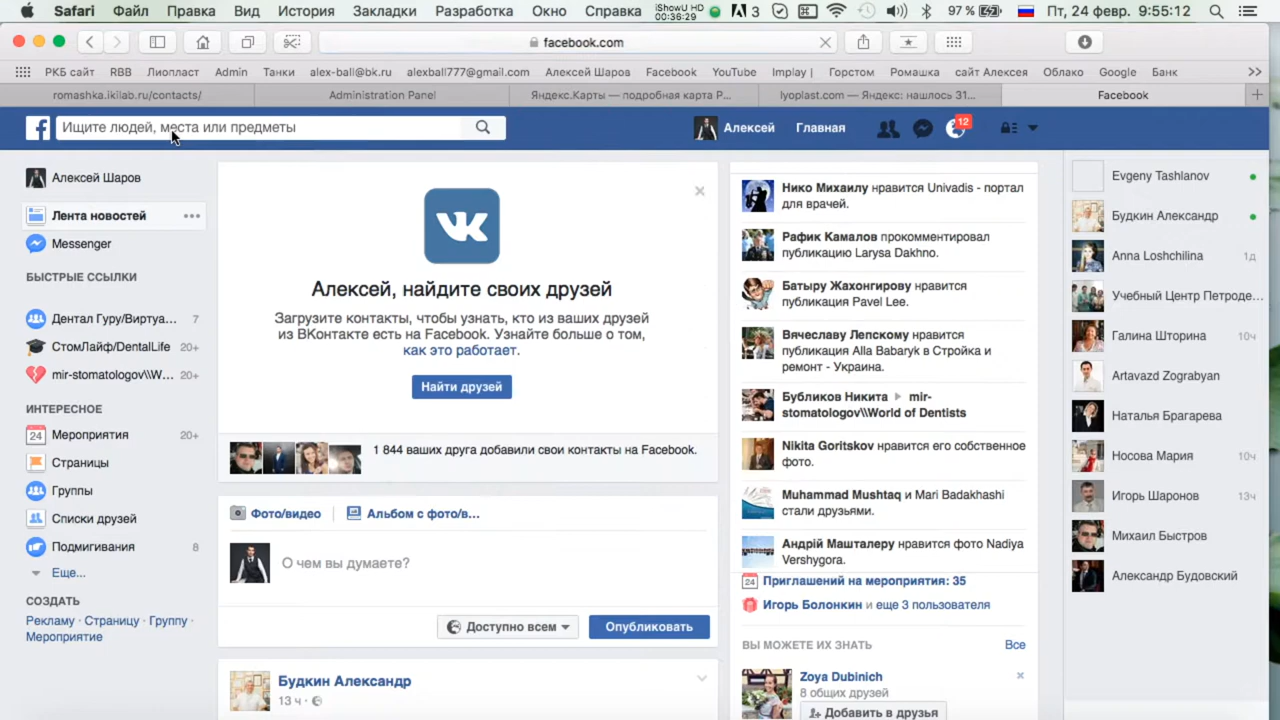 Safari Файл Правка Вид История Закладки Разработка Окно Справка iShowU HD 00:36:29 3 97 % Пт, 24 февр. 9:55:12
facebook.com
РКБ сайт RBB Лиопласт Admin Танки alex-ball@bk.ru alexball777@gmail.com Алексей Шаров Facebook YouTube Implay | Горстом Ромашка сайт Алексея Облако Google Банк
romashka.ikilab.ru/contacts/ Administration Panel Яндекс.Карты — подробная карта Р... lyoplast.com — Яндекс: нашлось 31... Facebook
Ищите людей, места или предметы Алексей Главная 12
Алексей Шаров
Лента новостей
Messenger
БЫСТРЫЕ ССЫЛКИ
Дентал Гуру/Виртуа... 7
СтомЛайф/DentalLife 20+
mir-stomatologov\\W... 20+
ИНТЕРЕСНОЕ
24 Мероприятия 20+
Страницы
Группы
Списки друзей
Подмигивания 8
Еще...
СОЗДАТЬ
Рекламу · Страницу · Группу ·
Мероприятие
Алексей, найдите своих друзей
Загрузите контакты, чтобы узнать, кто из ваших друзей
из ВКонтакте есть на Facebook. Узнайте больше о том,
как это работает.
Найти друзей
1 844 ваших друга добавили свои контакты на Facebook.
Фото/видео Альбом с фото/в...
О чем вы думаете?
Доступно всем Опубликовать
Будкин Александр
13 ч ·
Нико Михаилу нравится Univadis - портал
для врачей.
Рафик Камалов прокомментировал
публикацию Larysa Dakhno.
Батыру Жахонгирову нравится
публикация Pavel Lee.
Вячеславу Лепскому нравится
публикация Alla Babaryk в Стройка и
ремонт - Украина.
Бубликов Никита mir-
stomatologov\\World of Dentists
Nikita Goritskov нравится его собственное
фото.
Muhammad Mushtaq и Mari Badakhashi
стали друзьями.
Андрій Машталеру нравится фото Nadiya
Vershygora.
24 Приглашений на мероприятия: 35
Игорь Болонкин и еще 3 пользователя
ВЫ МОЖЕТЕ ИХ ЗНАТЬ Все
Zoya Dubinich
8 общих друзей
Добавить в друзья
Evgeny Tashlanov
Будкин Александр
Anna Loshchilina 1д
Учебный Центр Петроде...
Галина Шторина 10ч
Artavazd Zograbyan
Наталья Брагарева
Носова Мария 10ч
Игорь Шаронов 13ч
Михаил Быстров
Александр Будовский